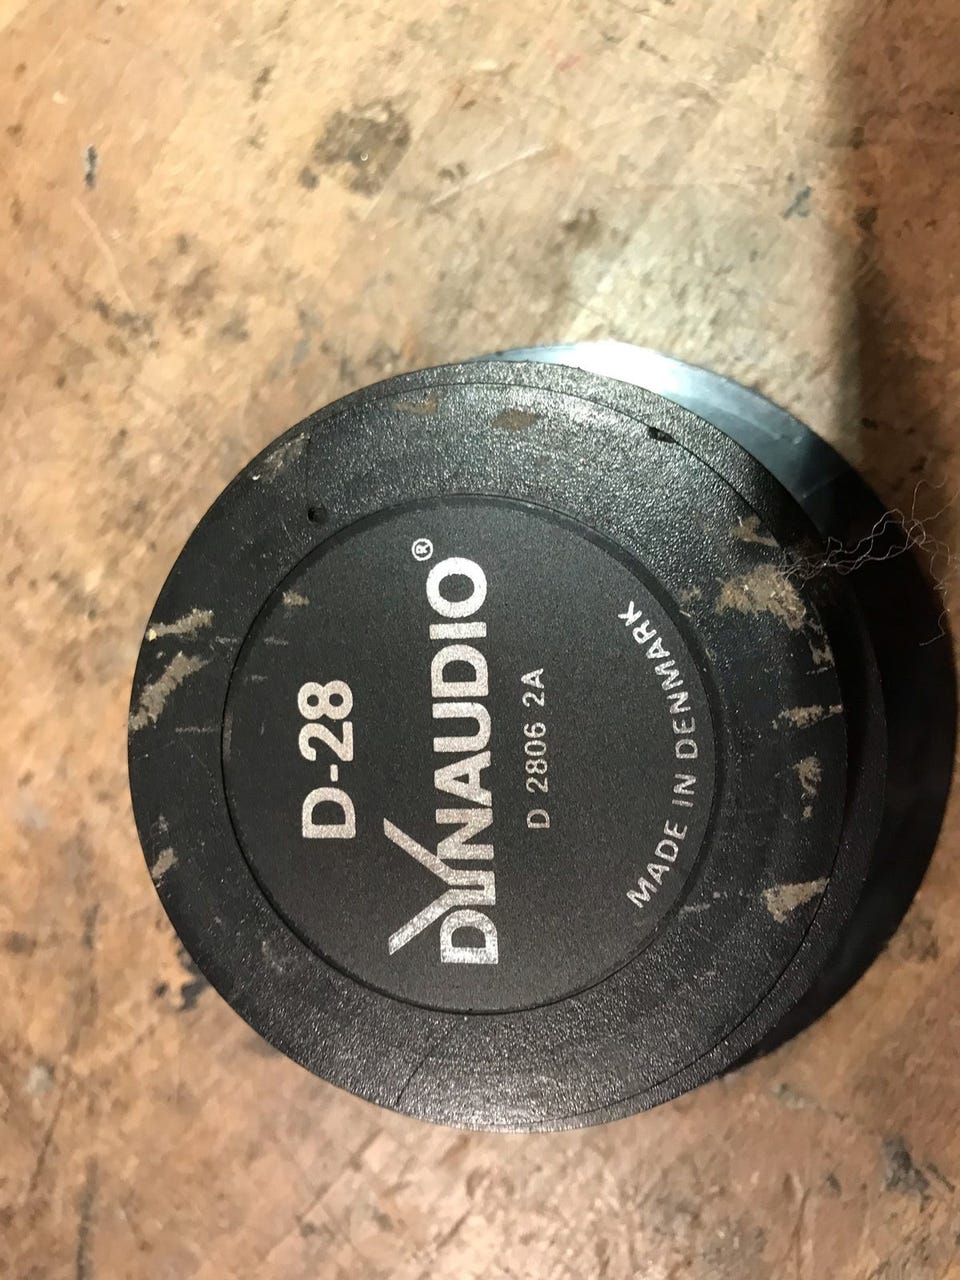 D-28
DYNAUDIO®
D 2806 2A
MADE IN DENMARK